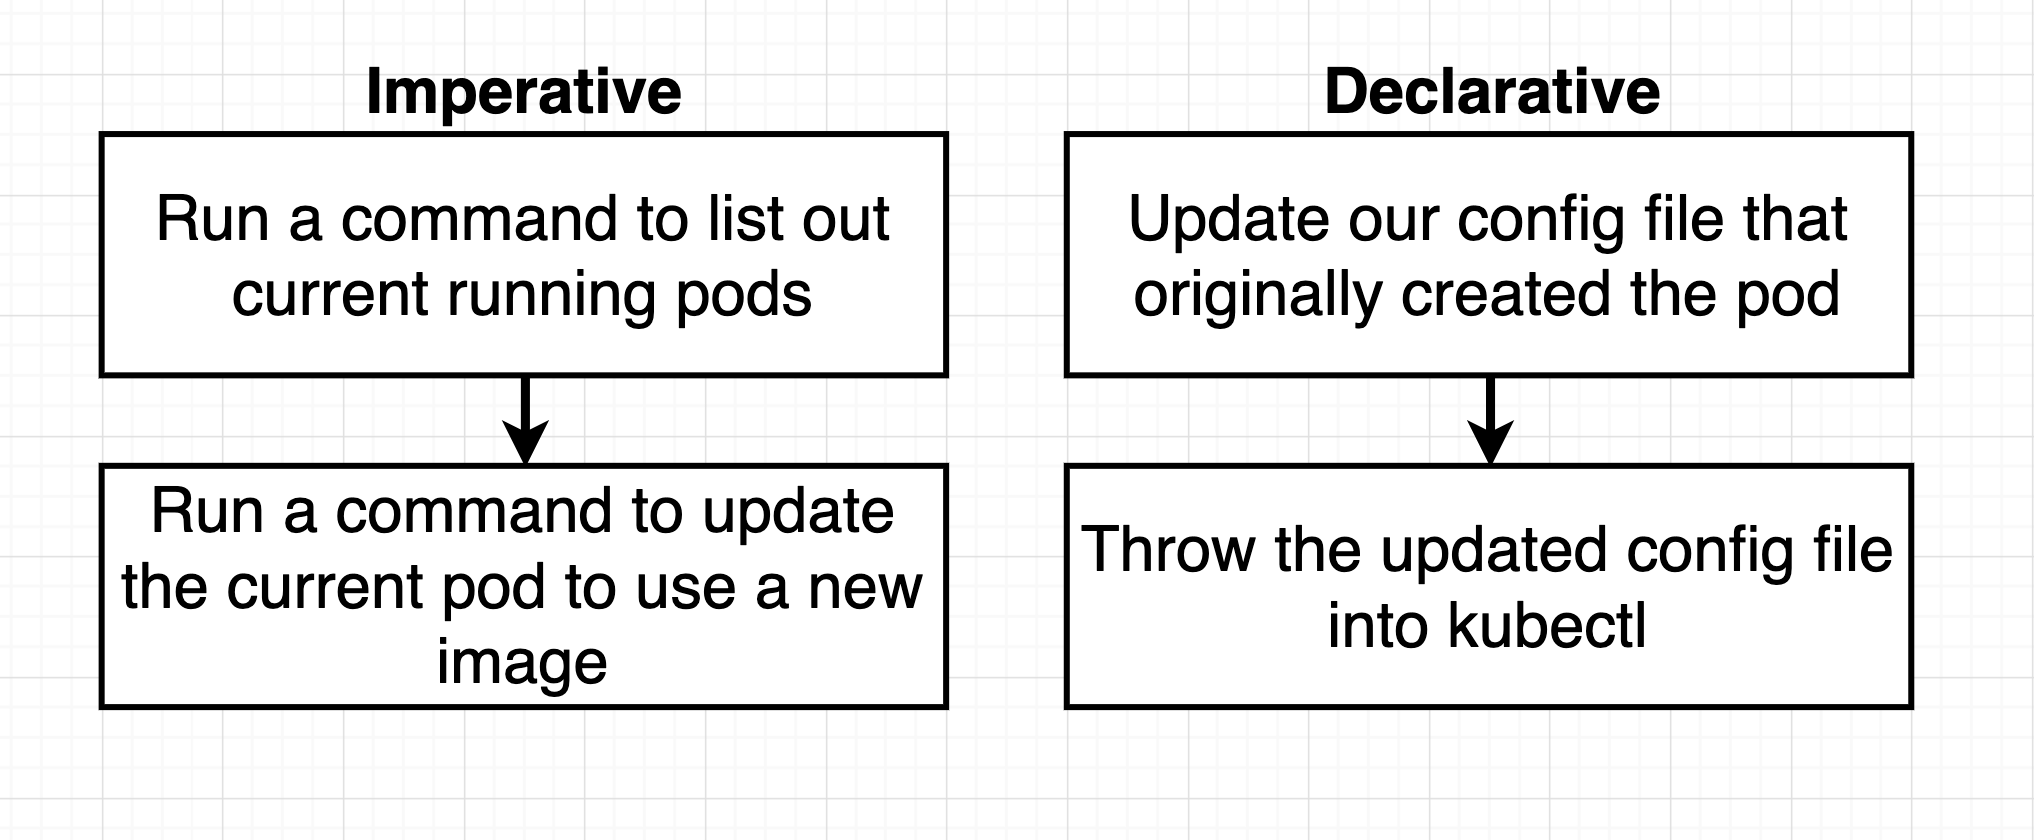 Imperative
Run a command to list out
current running pods
Run a command to update
the current pod to use a new
image
Declarative
Update our config file that
originally created the pod
Throw the updated config file
into kubectl